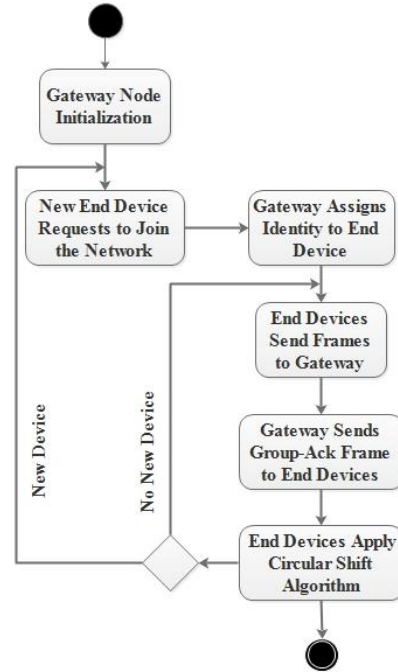 Gateway Node
Initialization
New End Device
Requests to Join
the Network
Gateway Assigns
Identity to End
Device
End Devices
Send Frames
to Gateway
Gateway Sends
Group-Ack Frame
to End Devices
End Devices Apply
Circular Shift
Algorithm
No New Device
New Device